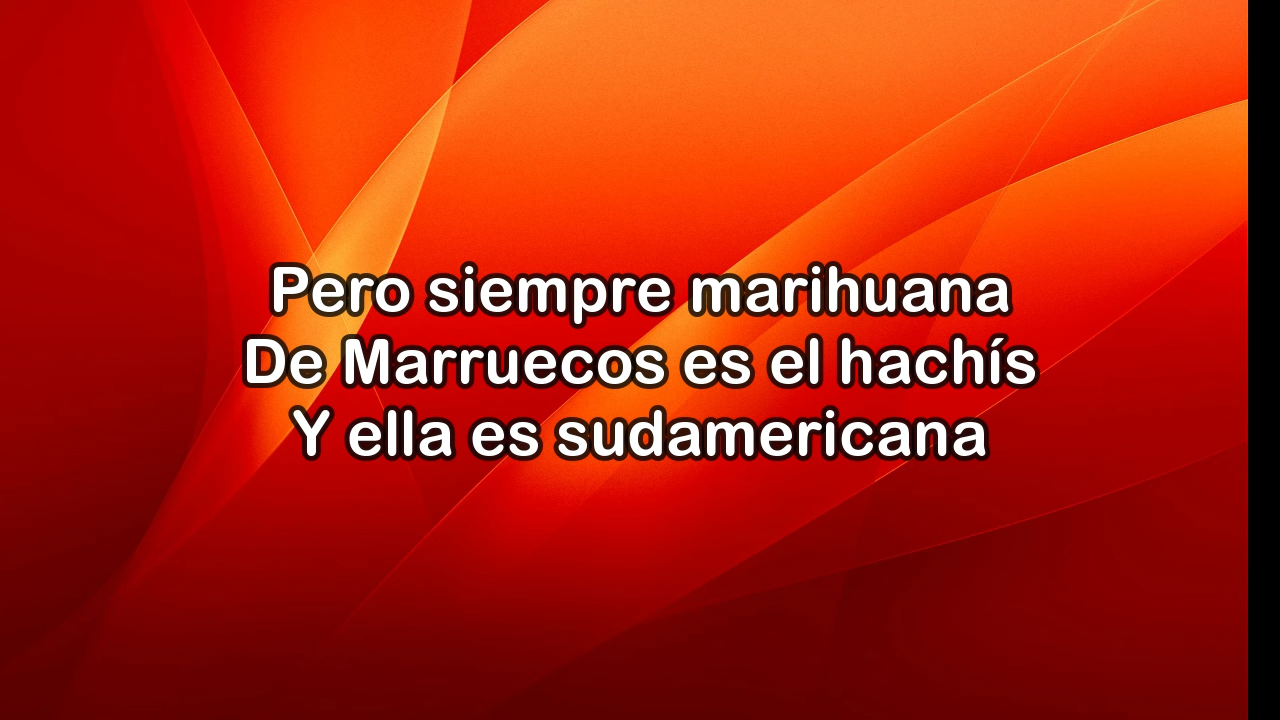 Pero siempre marihuana
De Marruecos es el hachís
Y ella es sudamericana